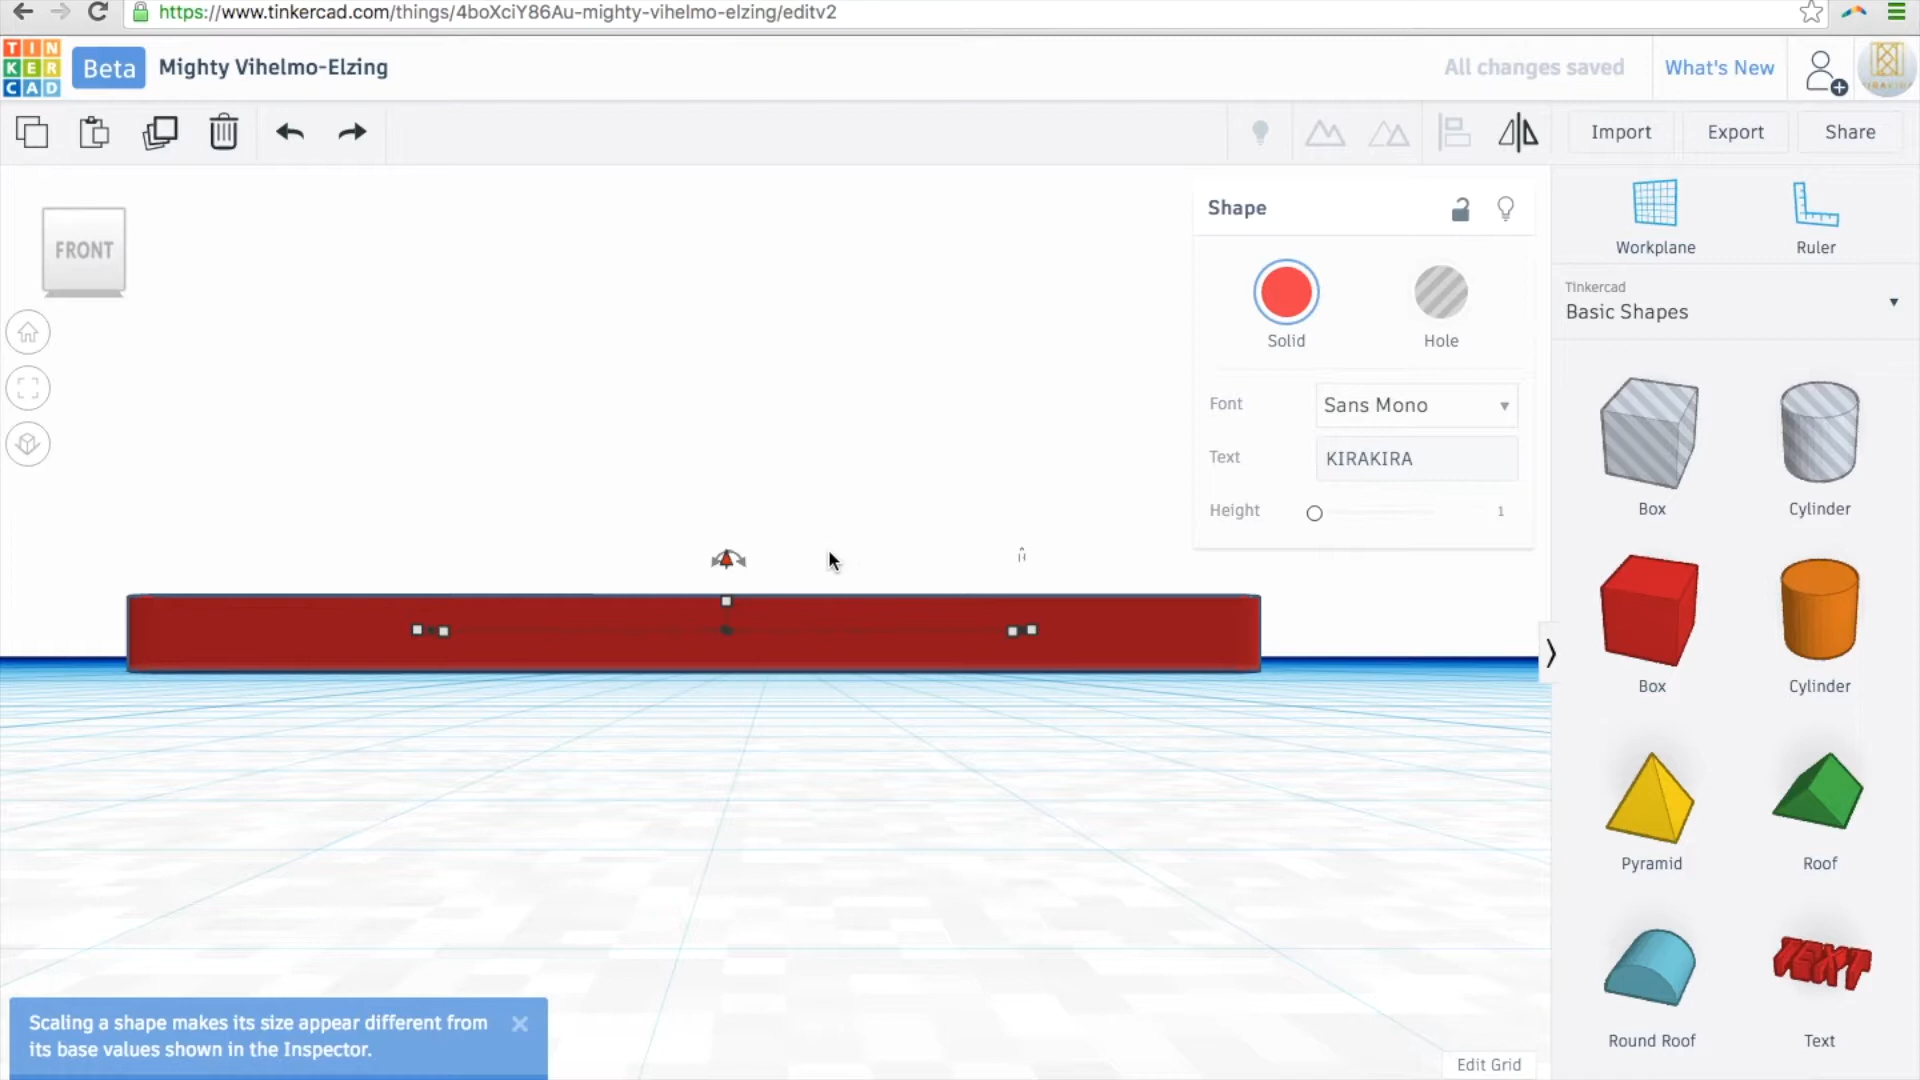 https://www.tinkercad.com/things/4boXciY86Au-mighty-vihelmo-elzing/editv2
TIN
KER
CAD
Beta
Mighty Vihelmo-Elzing
All changes saved
What's New
Import
Export
Share
FRONT
Shape
Solid
Hole
Font
Sans Mono
Text
KIRAKIRA
Height
1
Workplane
Ruler
Tinkercad
Basic Shapes
Box
Cylinder
Box
Cylinder
Pyramid
Roof
Round Roof
TEXT
Text
Scaling a shape makes its size appear different from
its base values shown in the Inspector.
Edit Grid